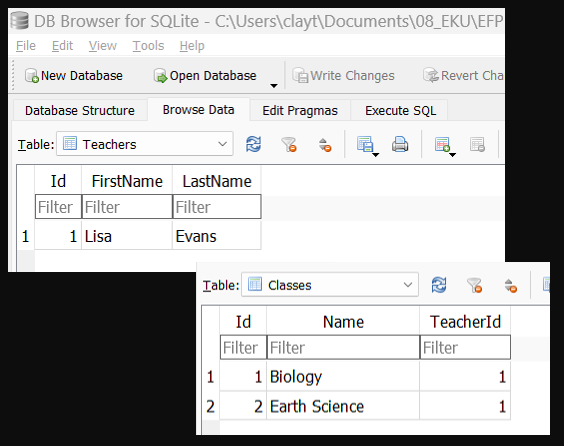 DB Browser for SQLite - C:\Users\clayt\Documents\08_EKU\EFP
File Edit View Tools Help
New Database Open Database Write Changes Revert Cha
Database Structure Browse Data Edit Pragmas Execute SQL
Table: Teachers
Id FirstName LastName
Filter Filter Filter
1 1 Lisa Evans
Table: Classes
Id Name TeacherId
Filter Filter Filter
1 1 Biology 1
2 2 Earth Science 1